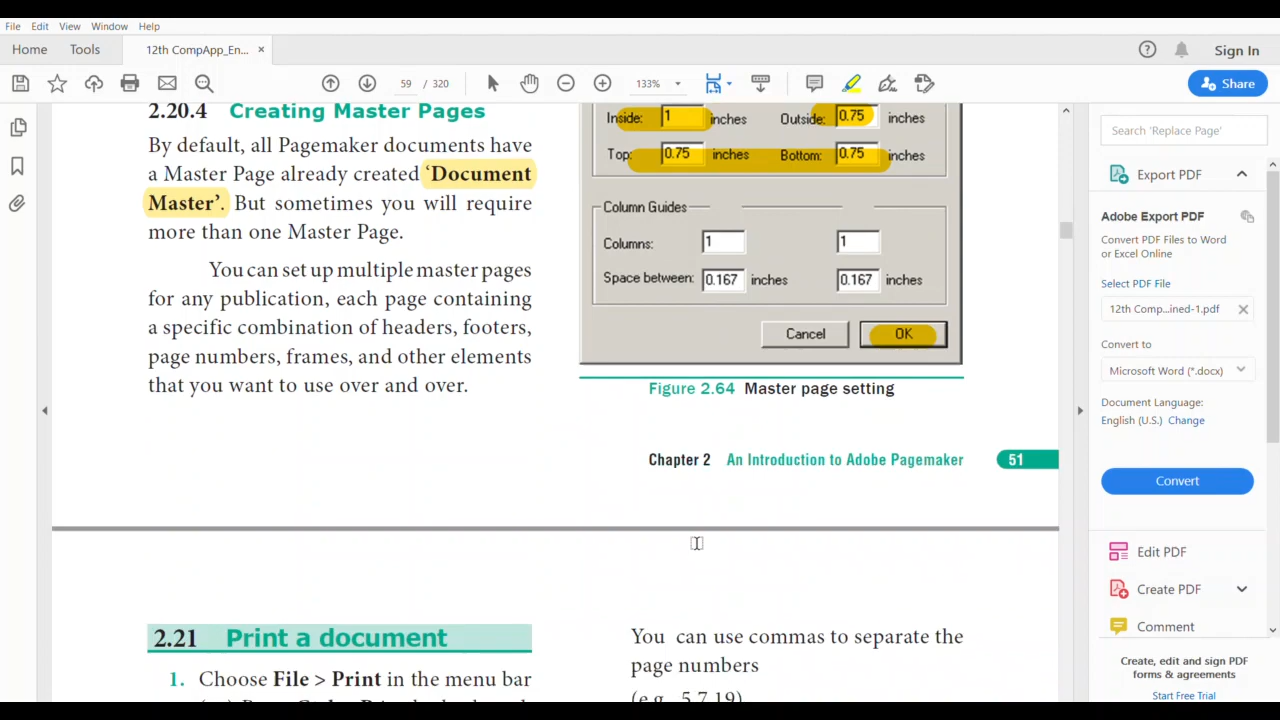 File Edit View Window Help
Home Tools 12th CompApp_En... × Sign In
59 / 320 133% Share
2.20.4 Creating Master Pages
By default, all Pagemaker documents have
a Master Page already created ‘Document
Master’. But sometimes you will require
more than one Master Page.
You can set up multiple master pages
for any publication, each page containing
a specific combination of headers, footers,
page numbers, frames, and other elements
that you want to use over and over.
Inside: 1 inches Outside: 0.75 inches
Top: 0.75 inches Bottom: 0.75 inches
Column Guides
Columns: 1 1
Space between: 0.167 inches 0.167 inches
Cancel OK
Figure 2.64 Master page setting
Chapter 2 An Introduction to Adobe Pagemaker 51
2.21 Print a document
1. Choose File > Print in the menu bar
You can use commas to separate the
page numbers
(e.g. 5,7,19)
Search 'Replace Page'
Export PDF
Adobe Export PDF
Convert PDF Files to Word
or Excel Online
Select PDF File
12th Comp...ined-1.pdf
Convert to
Microsoft Word (*.docx)
Document Language:
English (U.S.) Change
Convert
Edit PDF
Create PDF
Comment
Create, edit and sign PDF
forms & agreements
Start Free Trial